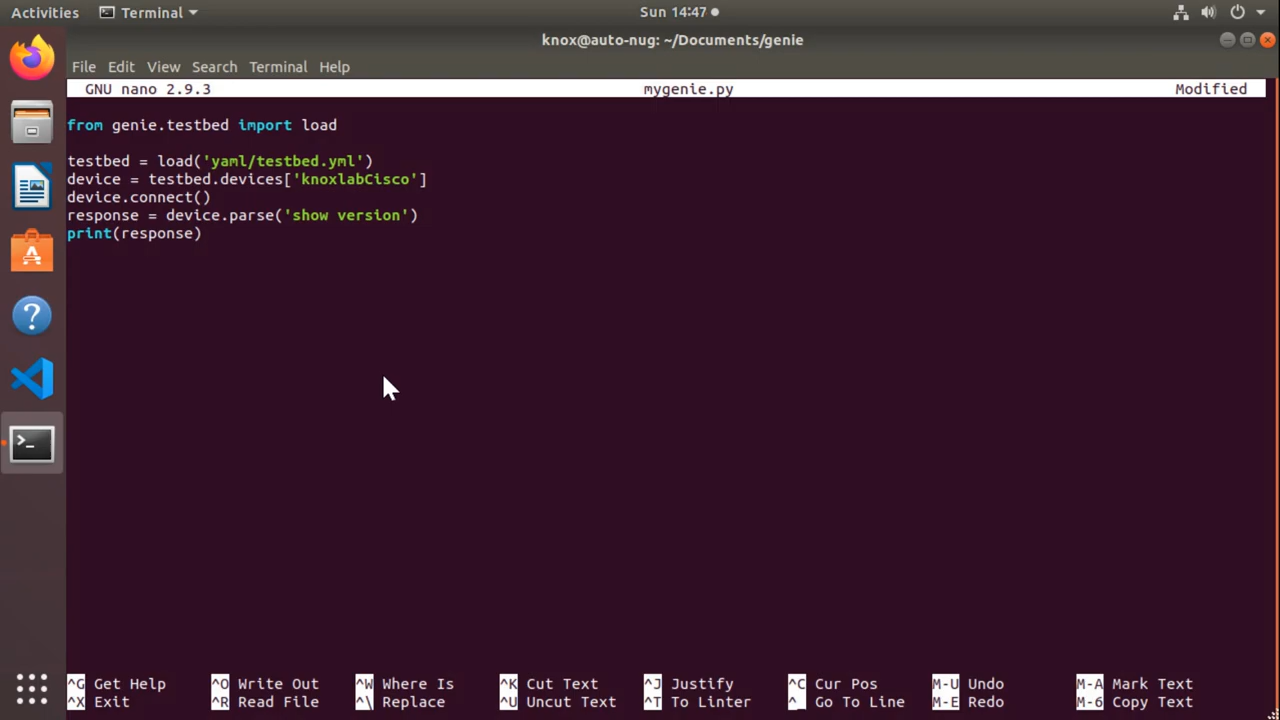 Activities Terminal Sun 14:47
knox@auto-nug: ~/Documents/genie
File Edit View Search Terminal Help
GNU nano 2.9.3 mygenie.py Modified
from genie.testbed import load
testbed = load('yaml/testbed.yml')
device = testbed.devices['knoxlabCisco']
device.connect()
response = device.parse('show version')
print(response)
^G Get Help ^O Write Out ^W Where Is ^K Cut Text ^J Justify ^C Cur Pos M-U Undo M-A Mark Text
^X Exit ^R Read File ^\ Replace ^U Uncut Text ^T To Linter ^_ Go To Line M-E Redo M-6 Copy Text